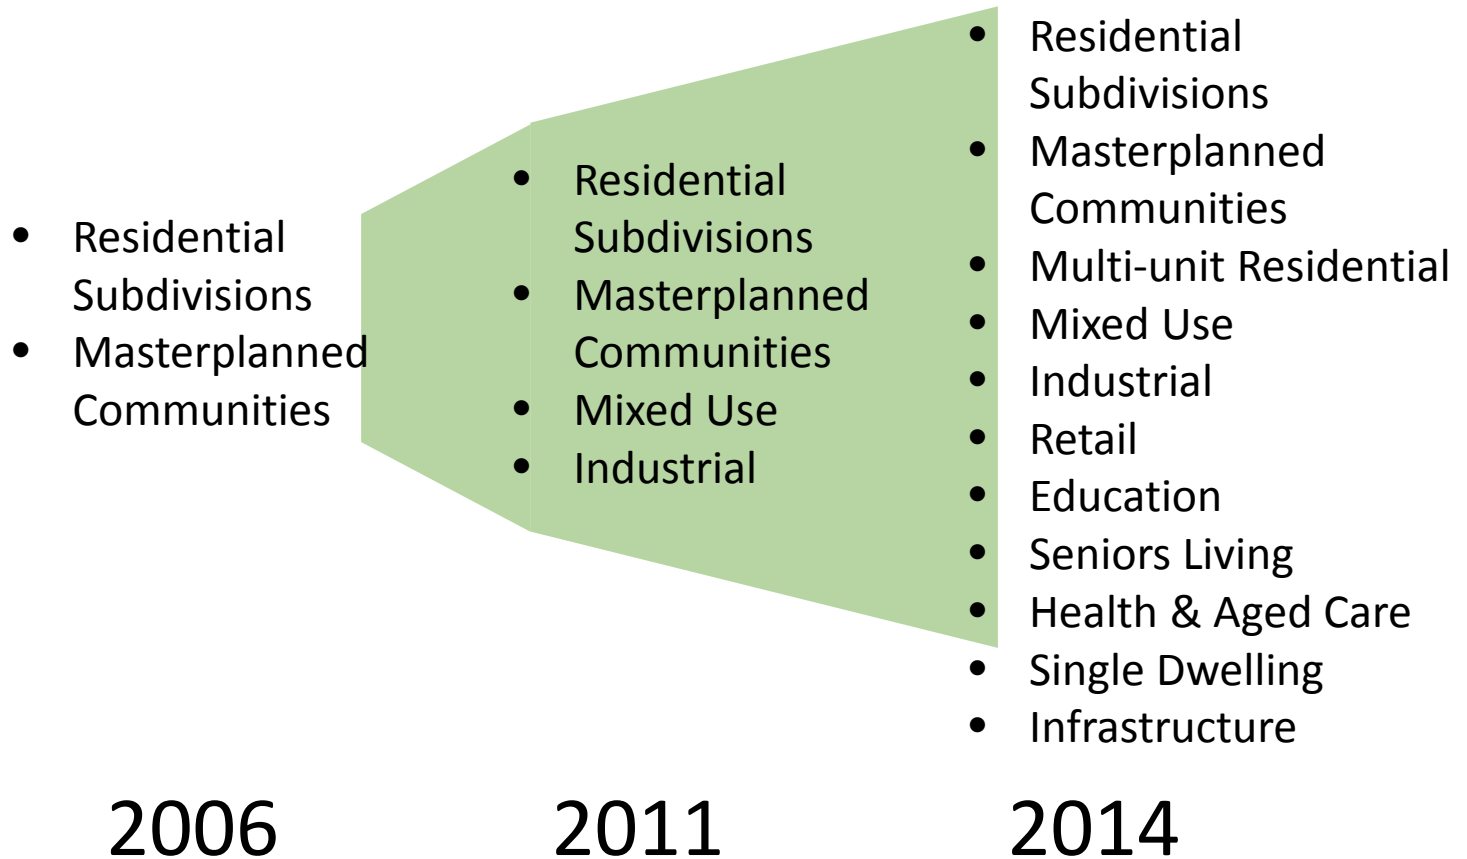 • Residential
Subdivisions
• Masterplanned
Communities
• Residential
Subdivisions
• Masterplanned
Communities
• Mixed Use
• Industrial
• Residential
Subdivisions
• Masterplanned
Communities
• Multi-unit Residential
• Mixed Use
• Industrial
• Retail
• Education
• Seniors Living
• Health & Aged Care
• Single Dwelling
• Infrastructure
2006
2011
2014